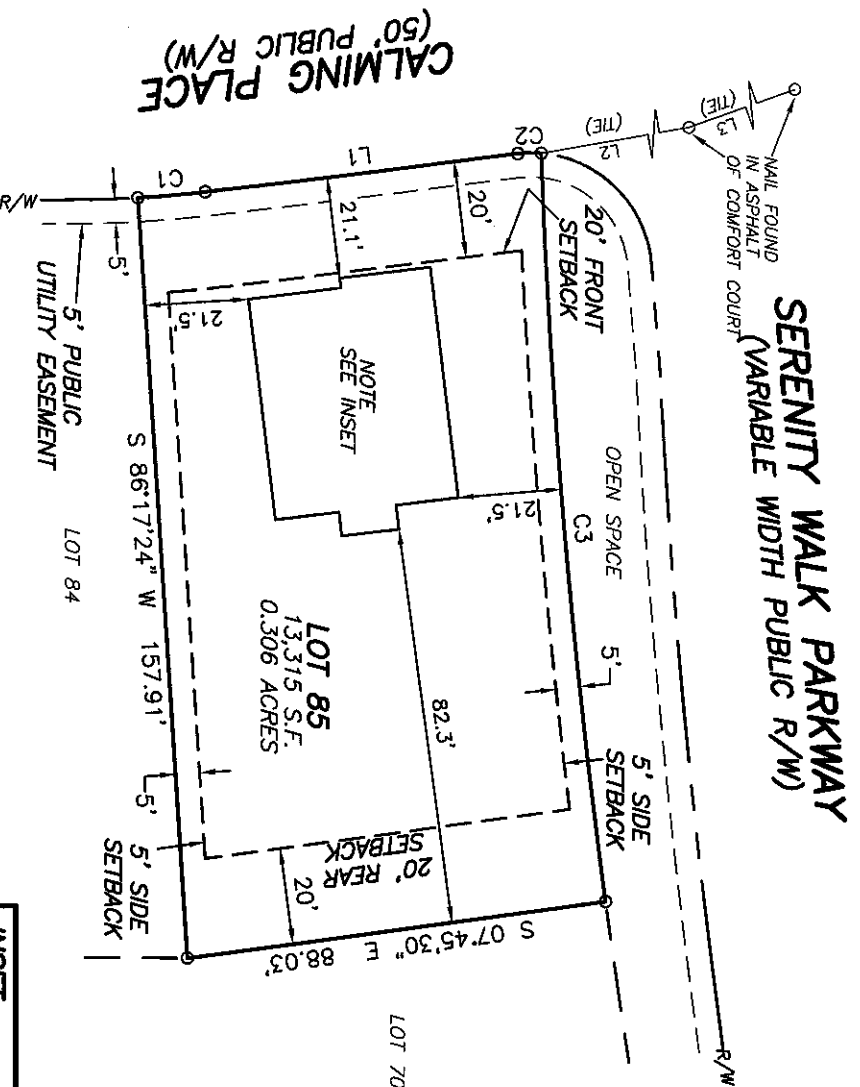 SERENITY WALK PARKWAY
(VARIABLE WIDTH PUBLIC R/W)
CALMING PLACE
(50' PUBLIC R/W)
NAIL FOUND
IN ASPHALT
OF COMFORT COURT
L3
(TIE)
L2
(TIE)
C2
L1
C1
R/W
5'
5' PUBLIC
UTILITY EASEMENT
20'
21.1'
20' FRONT
SETBACK
21.5'
NOTE
SEE INSET
OPEN SPACE
21.5'
C3
5'
5' SIDE
SETBACK
82.3'
LOT 85
13,315 S.F.
0.306 ACRES
S 86°17'24" W 157.91'
LOT 84
5'
5' SIDE
SETBACK
20' REAR
SETBACK
20'
S 07°45'30" E 88.03'
LOT 70
R/W
INSET